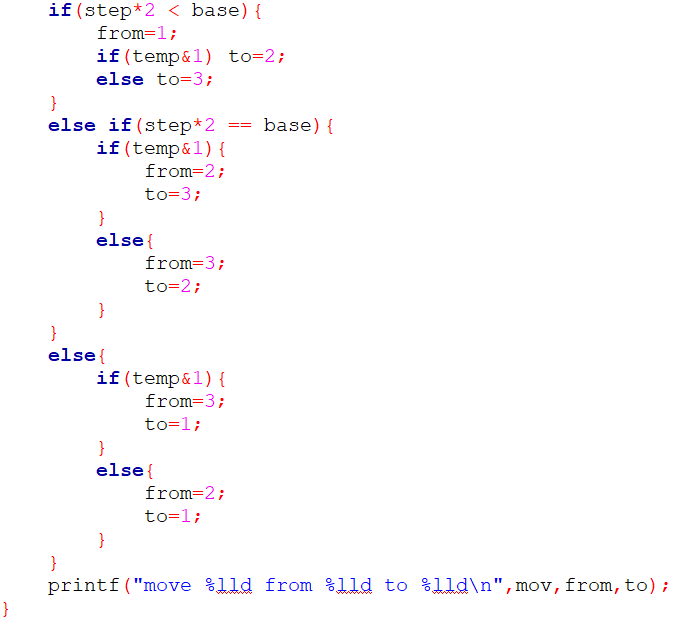 if(step*2 < base){
from=1;
if(temp&1) to=2;
else to=3;
}
else if(step*2 == base){
if(temp&1){
from=2;
to=3;
}
else{
from=3;
to=2;
}
}
else{
if(temp&1){
from=3;
to=1;
}
else{
from=2;
to=1;
}
}
printf("move %lld from %lld to %lld\n",mov,from,to);
}